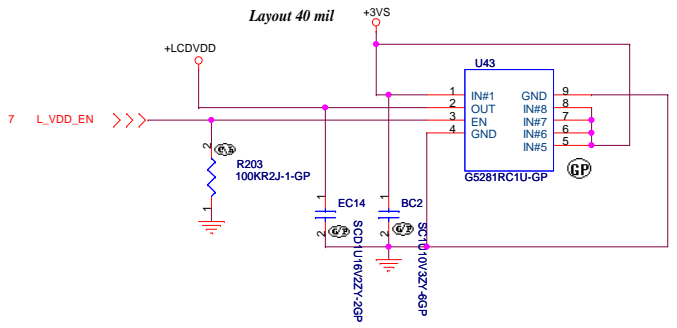 Layout 40 mil
+3VS
+LCDVDD
U43
1 IN#1 GND 9
2 OUT IN#8 8
7 L_VDD_EN
3 EN IN#7 7
4 GND IN#6 6
IN#5 5
2
R203
100KR2J-1-GP
G5281RC1U-GP
GP
1
1 EC14
1 BC2
2
2
SCD1U16V2ZY-2GP
SC1U10V3ZY-6GP